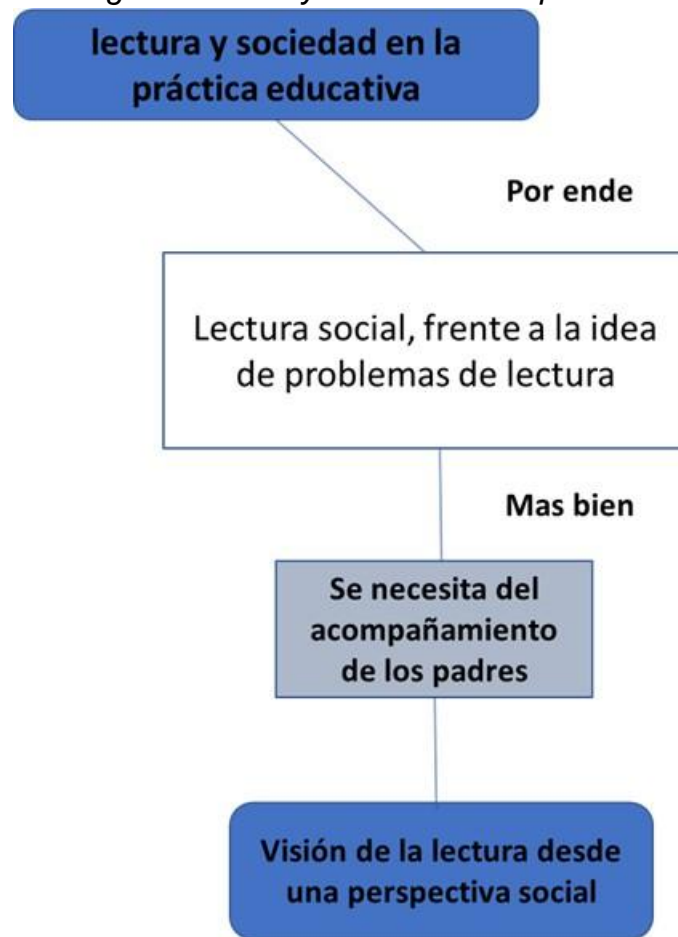 lectura y sociedad en la
práctica educativa
Por ende
Lectura social, frente a la idea
de problemas de lectura
Mas bien
Se necesita del
acompañamiento
de los padres
Visión de la lectura desde
una perspectiva social